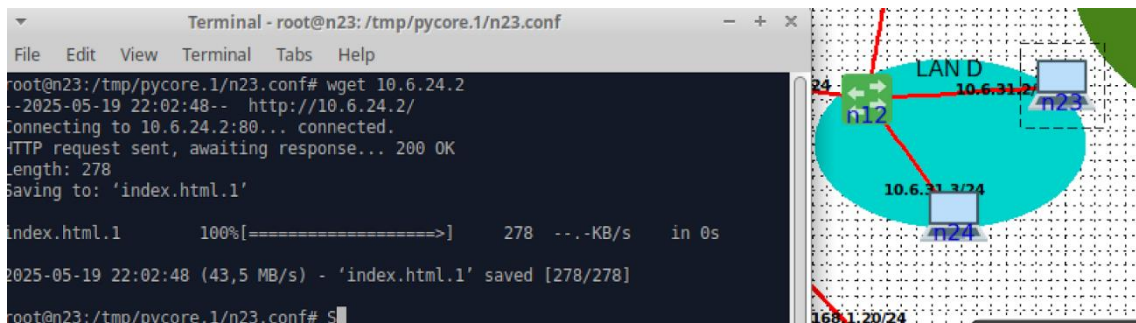 Terminal - root@n23: /tmp/pycore.1/n23.conf
File Edit View Terminal Tabs Help
root@n23:/tmp/pycore.1/n23.conf# wget 10.6.24.2
--2025-05-19 22:02:48-- http://10.6.24.2/
Connecting to 10.6.24.2:80... connected.
HTTP request sent, awaiting response... 200 OK
Length: 278
Saving to: ‘index.html.1’
index.html.1 100%[===================>] 278 --.-KB/s in 0s
2025-05-19 22:02:48 (43,5 MB/s) - ‘index.html.1’ saved [278/278]
root@n23:/tmp/pycore.1/n23.conf# S
24
LAN D
10.6.31.2/
n23
n12
10.6.31.3/24
n24
168.1.20/24